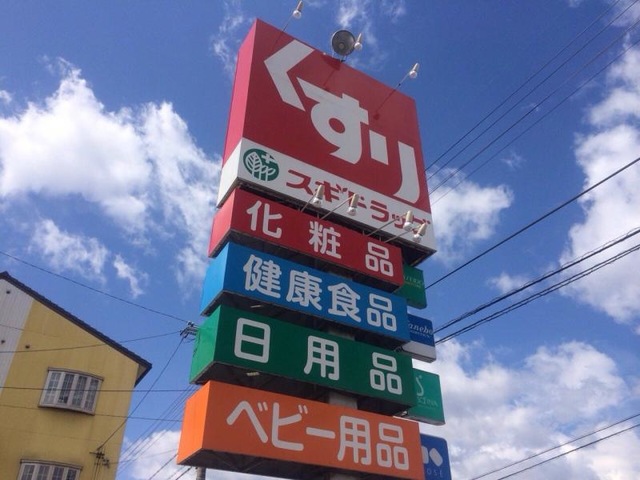 くすり
スギドラッグ
化粧品
健康食品
日用品
ベビー用品